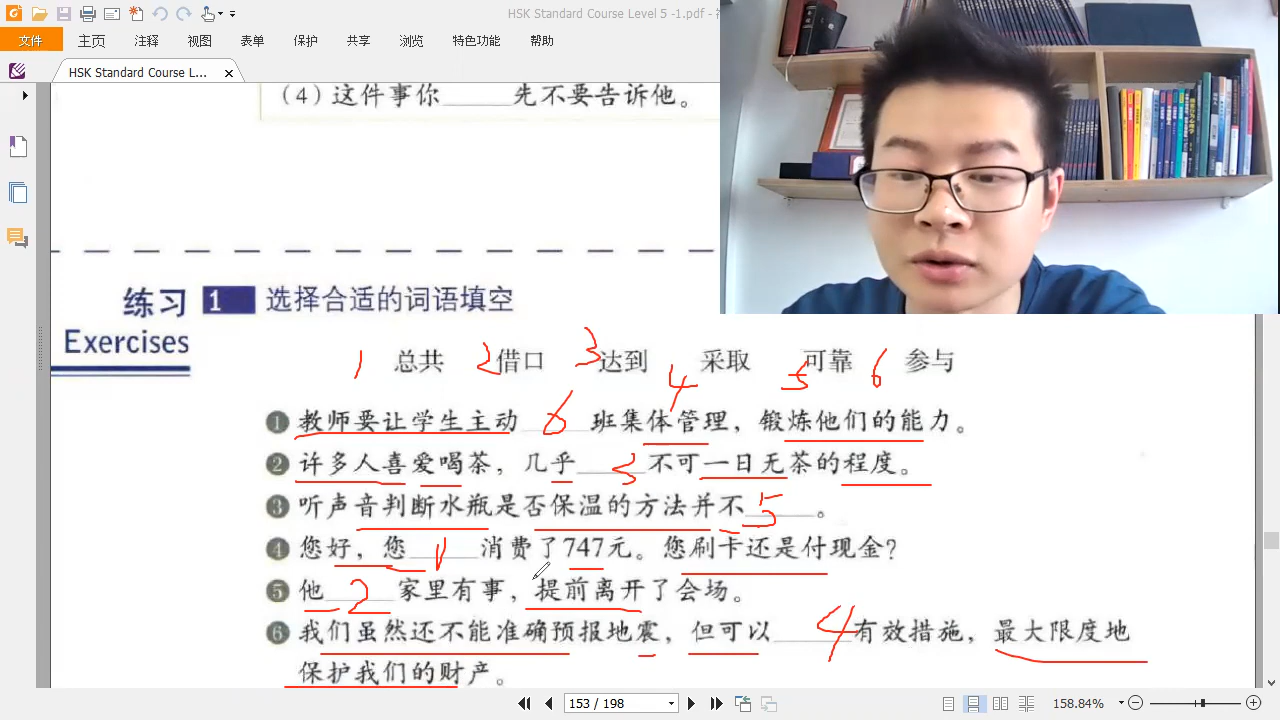 HSK Standard Course Level 5 -1.pdf -
文件 主页 注释 视图 表单 保护 共享 浏览 特色功能 帮助
HSK Standard Course L...
(4)这件事你_____先不要告诉他。
练习 1 选择合适的词语填空
Exercises
1 总共 2 借口 3 达到 4 采取 5 可靠 6 参与
❶ 教师要让学生主动 6 班集体管理，锻炼他们的能力。
❷ 许多人喜爱喝茶，几乎 3 不可一日无茶的程度。
❸ 听声音判断水瓶是否保温的方法并不 5 。
❹ 您好，您 1 消费了747元。您刷卡还是付现金?
❺ 他 2 家里有事，提前离开了会场。
❻ 我们虽然还不能准确预报地震，但可以 4 有效措施，最大限度地
保护我们的财产。
153 / 198
158.84%